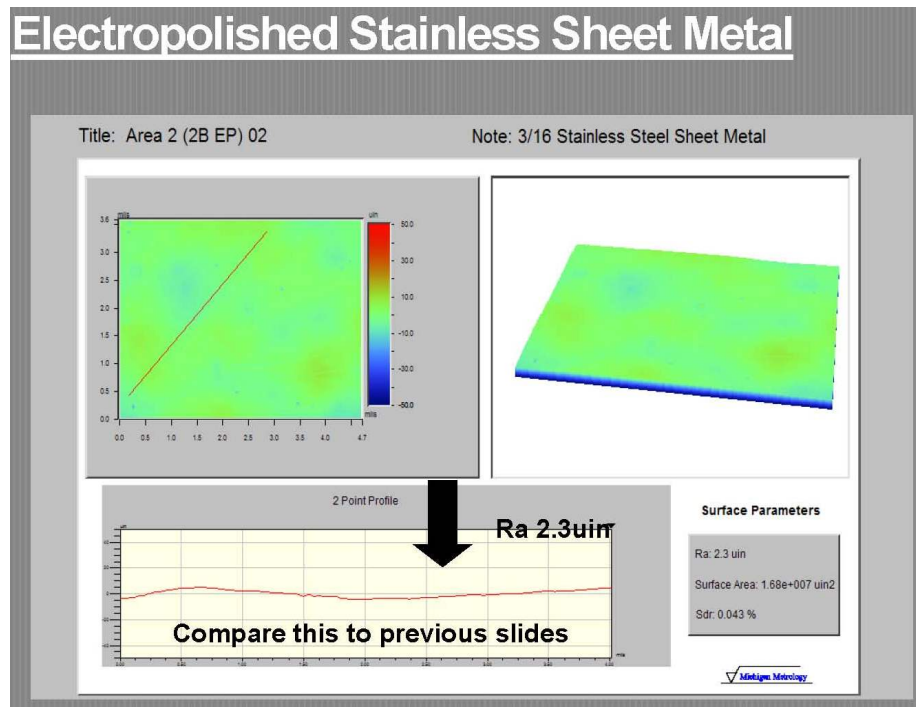 Electropolished Stainless Sheet Metal
Title: Area 2 (2B EP) 02
Note: 3/16 Stainless Steel Sheet Metal
mils
3.6
3.0
2.5
2.0
1.5
1.0
0.5
0.0
0.0 0.5 1.0 1.5 2.0 2.5 3.0 3.5 4.0 4.7
mils
uin
50.0
30.0
10.0
-10.0
-30.0
-50.0
2 Point Profile
Ra 2.3uin
Compare this to previous slides
Surface Parameters
Ra: 2.3 uin
Surface Area: 1.68e+007 uin2
Sdr: 0.043 %
Michigan Metrology